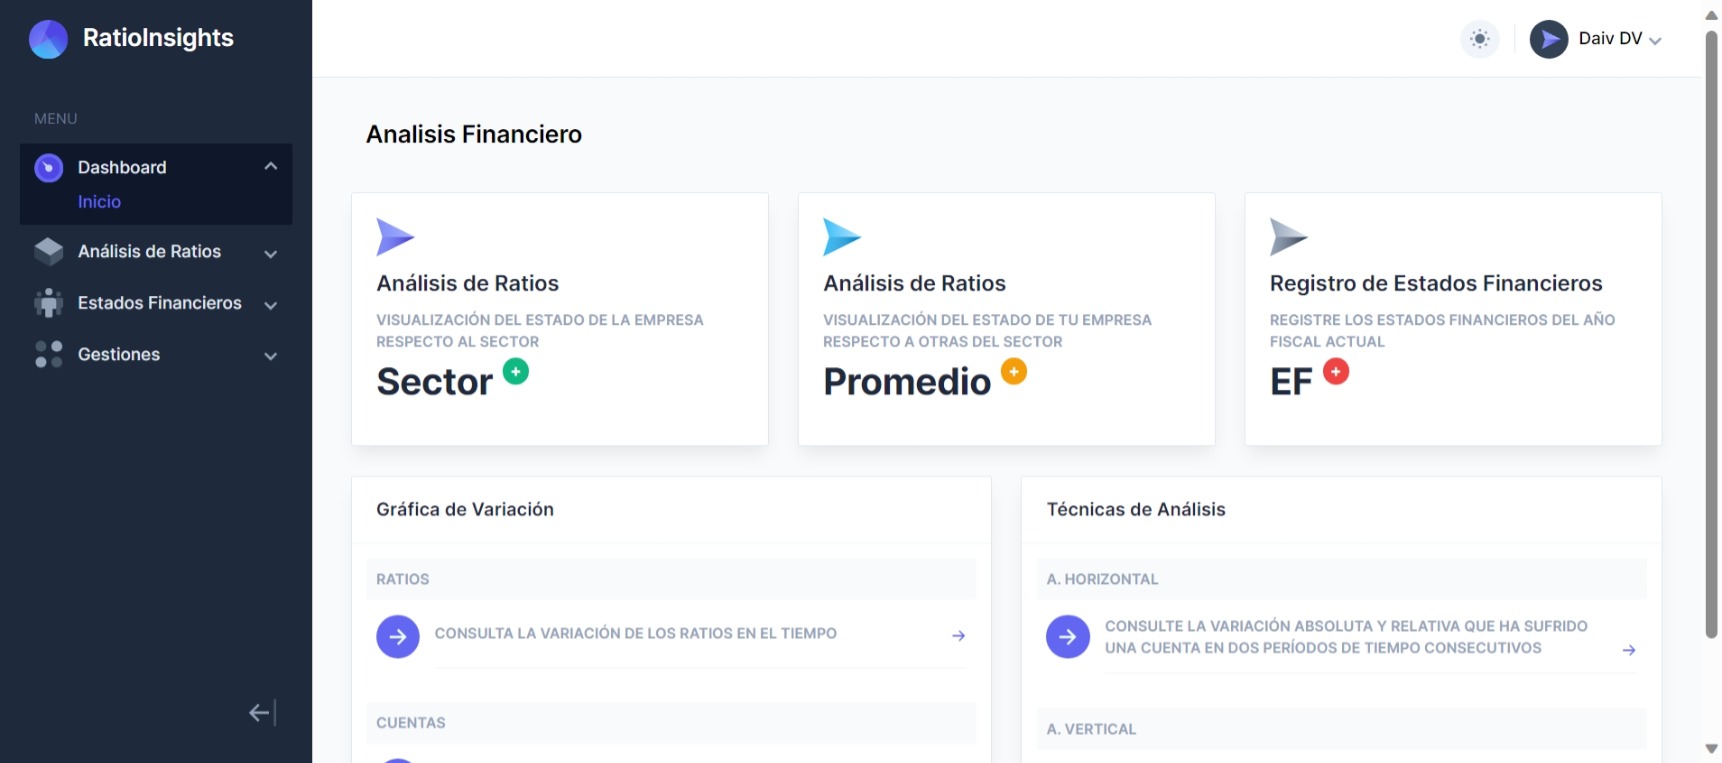 RatioInsights
Daiv DV
MENU
Dashboard
Inicio
Análisis de Ratios
Estados Financieros
Gestiones
Analisis Financiero
Análisis de Ratios
VISUALIZACIÓN DEL ESTADO DE LA EMPRESA
RESPECTO AL SECTOR
Sector
Análisis de Ratios
VISUALIZACIÓN DEL ESTADO DE TU EMPRESA
RESPECTO A OTRAS DEL SECTOR
Promedio
Registro de Estados Financieros
REGISTRE LOS ESTADOS FINANCIEROS DEL AÑO
FISCAL ACTUAL
EF
Gráfica de Variación
RATIOS
CONSULTA LA VARIACIÓN DE LOS RATIOS EN EL TIEMPO
CUENTAS
Técnicas de Análisis
A. HORIZONTAL
CONSULTE LA VARIACIÓN ABSOLUTA Y RELATIVA QUE HA SUFRIDO
UNA CUENTA EN DOS PERÍODOS DE TIEMPO CONSECUTIVOS
A. VERTICAL